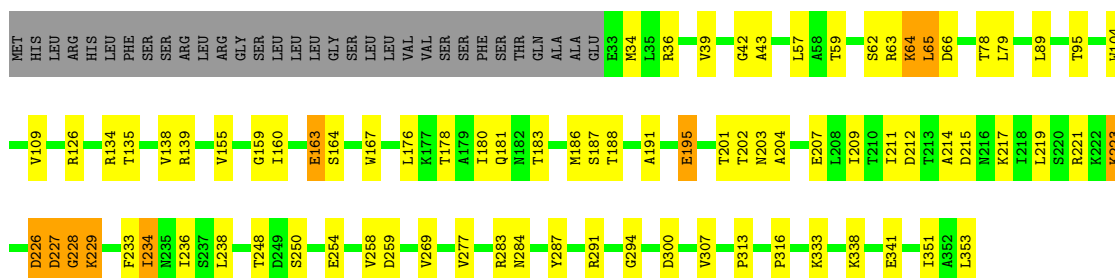 MET HIS LEU ARG HIS LEU PHE SER SER ARG LEU ARG GLY SER LEU LEU LEU GLY SER LEU LEU VAL VAL SER PHE SER THR GLN ALA ALA GLU E33 M34 L35 R36 V39 G42 A43 L57 A58 T59 S62 R63 K64 L65 D66 T78 L79 L89 T95 W104
V109 R126 R134 T135 V138 R139 V155 G159 I160 E163 S164 W167 L176 K177 T178 A179 I180 Q181 N182 T183 M186 S187 T188 A191 E195 T201 T202 N203 A204 E207 L208 I209 T210 I211 D212 T213 A214 D215 N216 K217 I218 L219 S220 R221 K222 K223
D226 D227 G228 K229 F233 I234 N235 I236 S237 L238 T248 D249 S250 E254 V258 D259 V269 V277 R283 N284 Y287 R291 G294 D300 V307 P313 P316 K333 K338 E341 I351 A352 L353